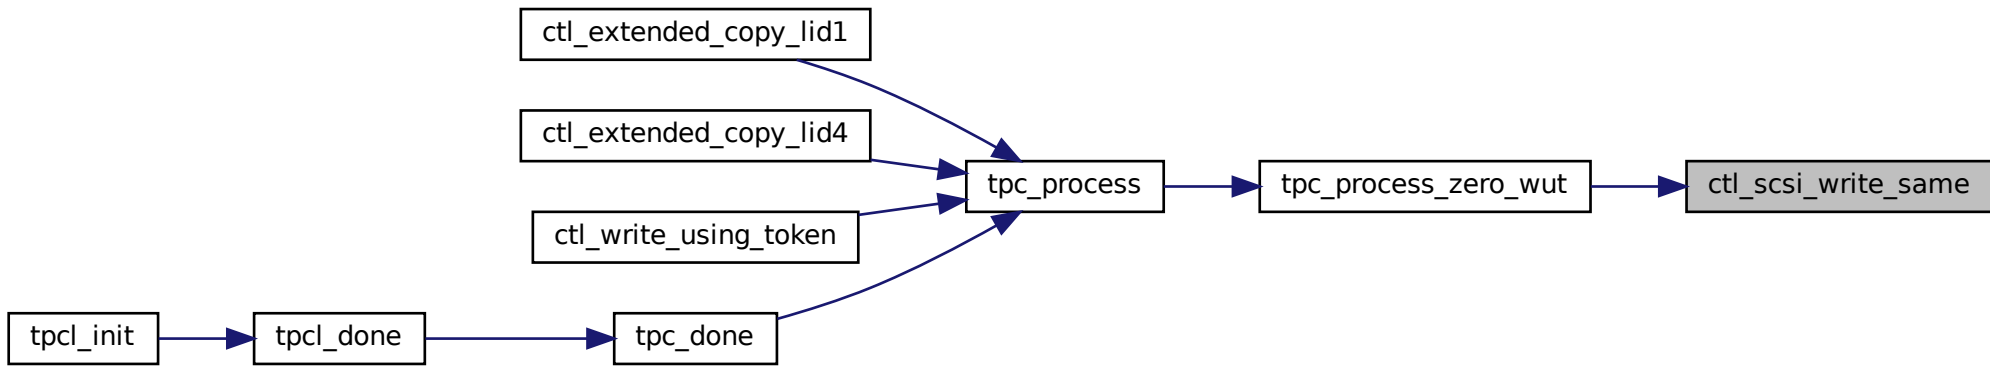 ctl_extended_copy_lid1
ctl_extended_copy_lid4
tpc_process
tpc_process_zero_wut
ctl_scsi_write_same
ctl_write_using_token
tpcl_init
tpcl_done
tpc_done